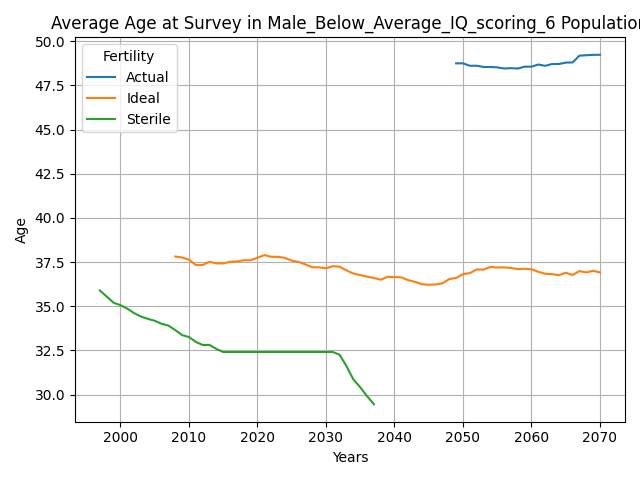 Average Age at Survey in Male_Below_Average_IQ_scoring_6 Population
50.0
47.5
45.0
42.5
40.0
37.5
35.0
32.5
30.0
Age
Fertility
Actual
Ideal
Sterile
2000 2010 2020 2030 2040 2050 2060 2070
Years